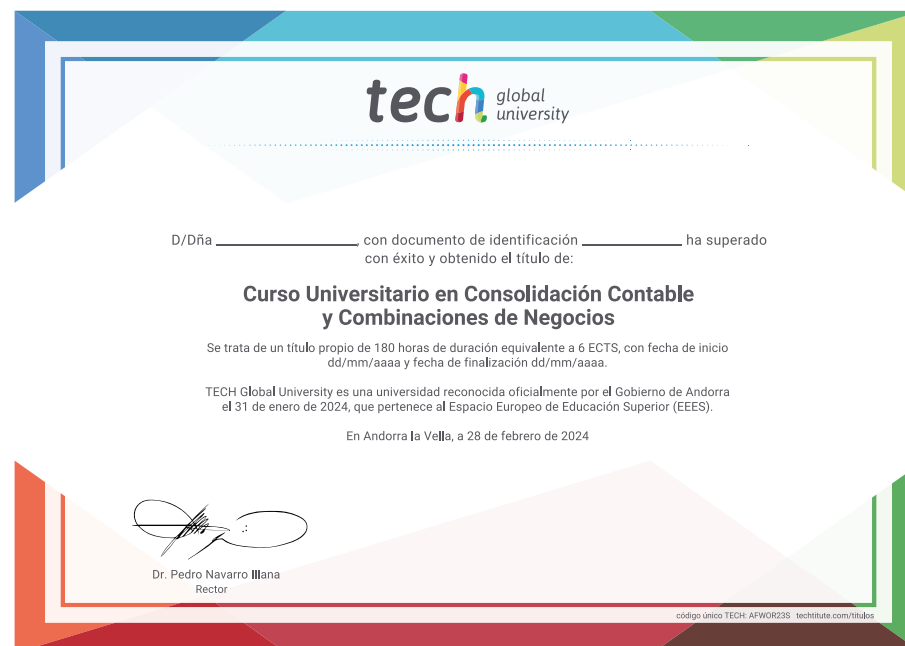 tech global university
D/Dña ______________, con documento de identificación __________ ha superado
con éxito y obtenido el título de:
Curso Universitario en Consolidación Contable
y Combinaciones de Negocios
Se trata de un título propio de 180 horas de duración equivalente a 6 ECTS, con fecha de inicio
dd/mm/aaaa y fecha de finalización dd/mm/aaaa.
TECH Global University es una universidad reconocida oficialmente por el Gobierno de Andorra
el 31 de enero de 2024, que pertenece al Espacio Europeo de Educación Superior (EEES).
En Andorra la Vella, a 28 de febrero de 2024
Dr. Pedro Navarro Illana
Rector
código único TECH: AFWOR23S techtitute.com/titulos